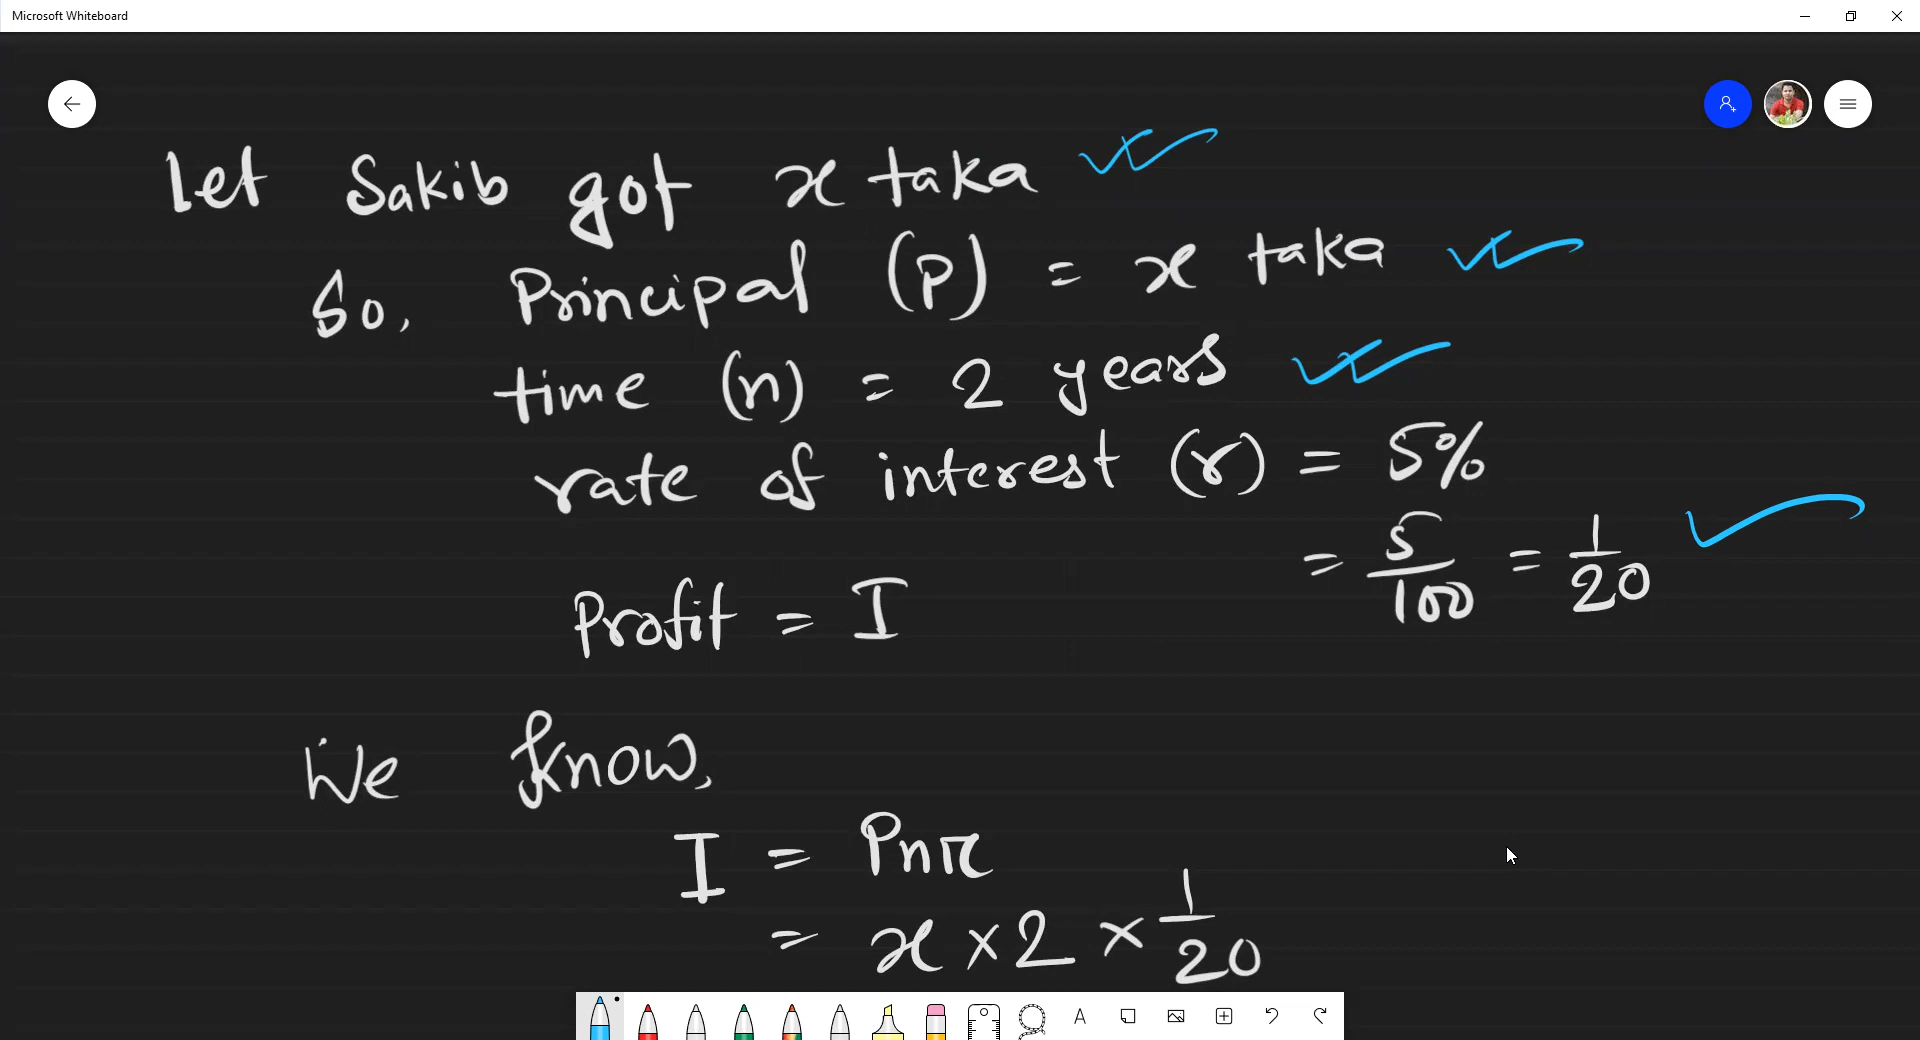 Microsoft Whiteboard
Let Sakib got x taka
So, Principal (P) = x taka
time (n) = 2 years
rate of interest (r) = 5%
= 5/100 = 1/20
Profit = I
We know,
I = Pnr
= x × 2 × 1/20
A